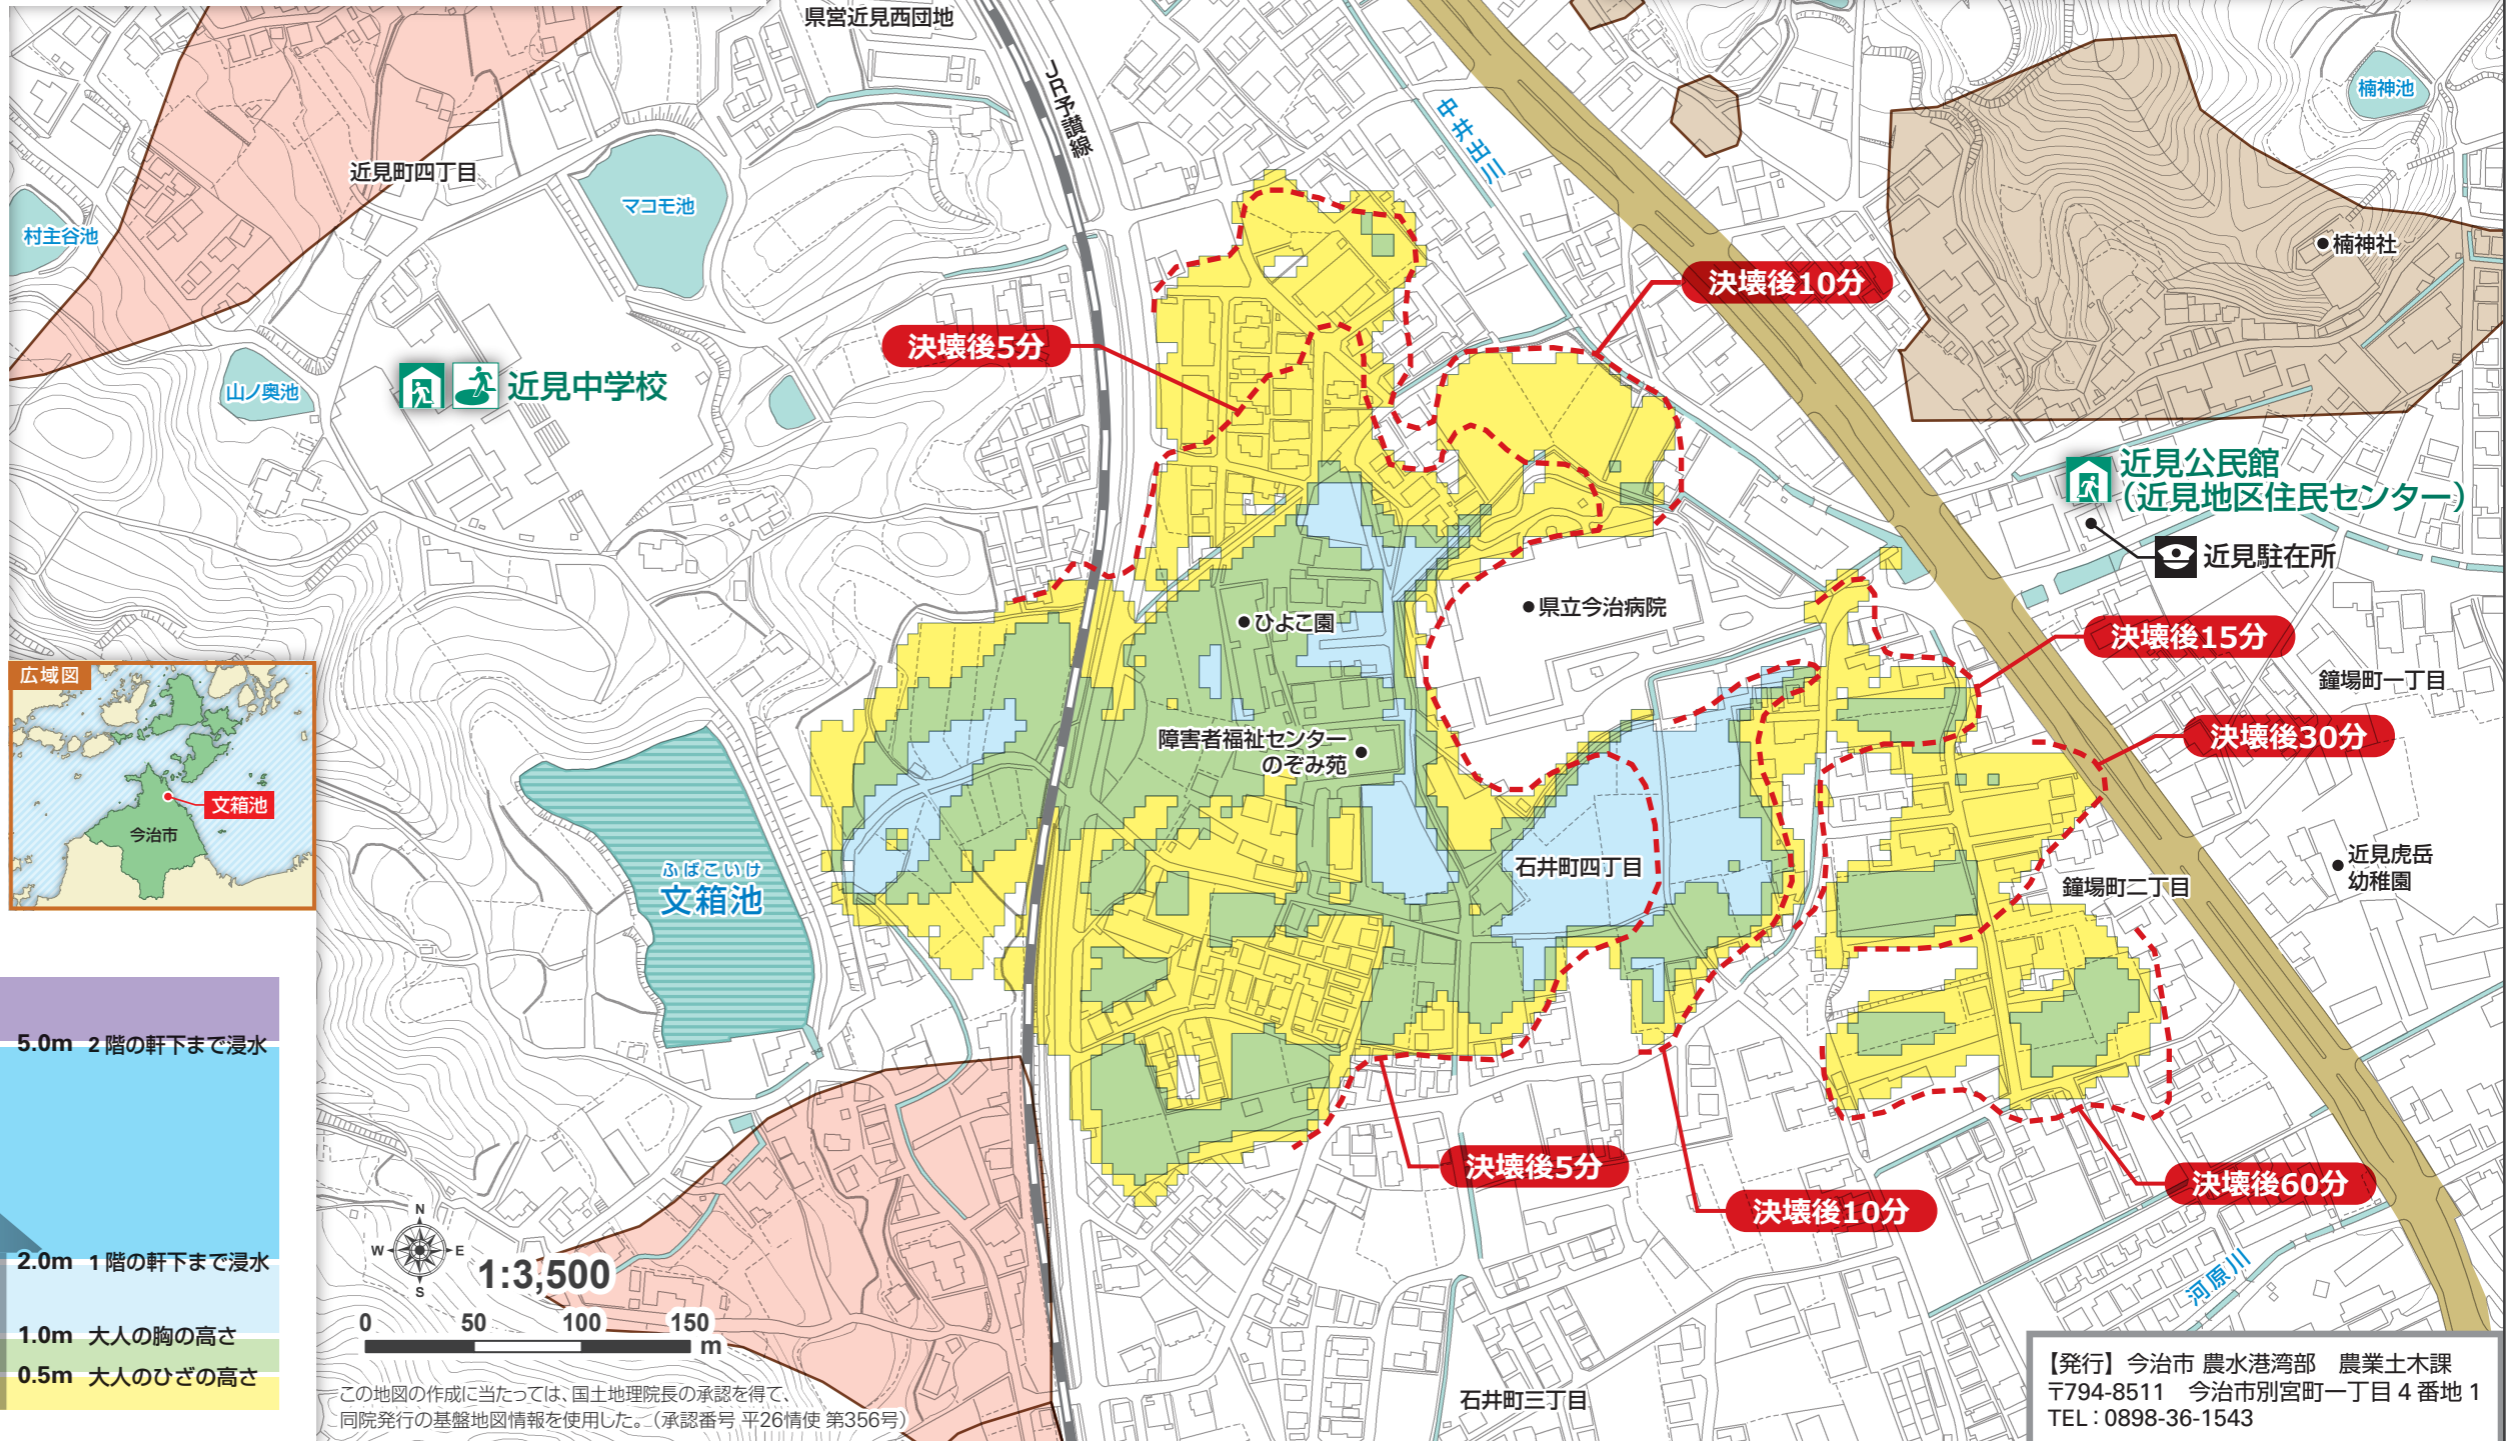 県営近見西団地
JR予讃線
中井出川
楠神池
近見町四丁目
マコモ池
村主谷池
楠神社
決壊後10分
決壊後5分
山ノ奥池
近見中学校
近見公民館
（近見地区住民センター）
近見駐在所
県立今治病院
ひよこ園
決壊後15分
鐘場町一丁目
広域図
文箱池
今治市
決壊後30分
障害者福祉センター
のぞみ苑
近見虎岳
幼稚園
石井町四丁目
鐘場町二丁目
ふばこいけ
文箱池
5.0m 2階の軒下まで浸水
2.0m 1階の軒下まで浸水
1.0m 大人の胸の高さ
0.5m 大人のひざの高さ
決壊後5分
決壊後60分
決壊後10分
河原川
N
W E
S
1:3,500
0 50 100 150
m
石井町三丁目
この地図の作成に当たっては、国土地理院長の承認を得て、
同院発行の基盤地図情報を使用した。（承認番号 平26情使 第356号）
【発行】今治市 農水港湾部 農業土木課
〒794-8511 今治市別宮町一丁目4番地1
TEL：0898-36-1543